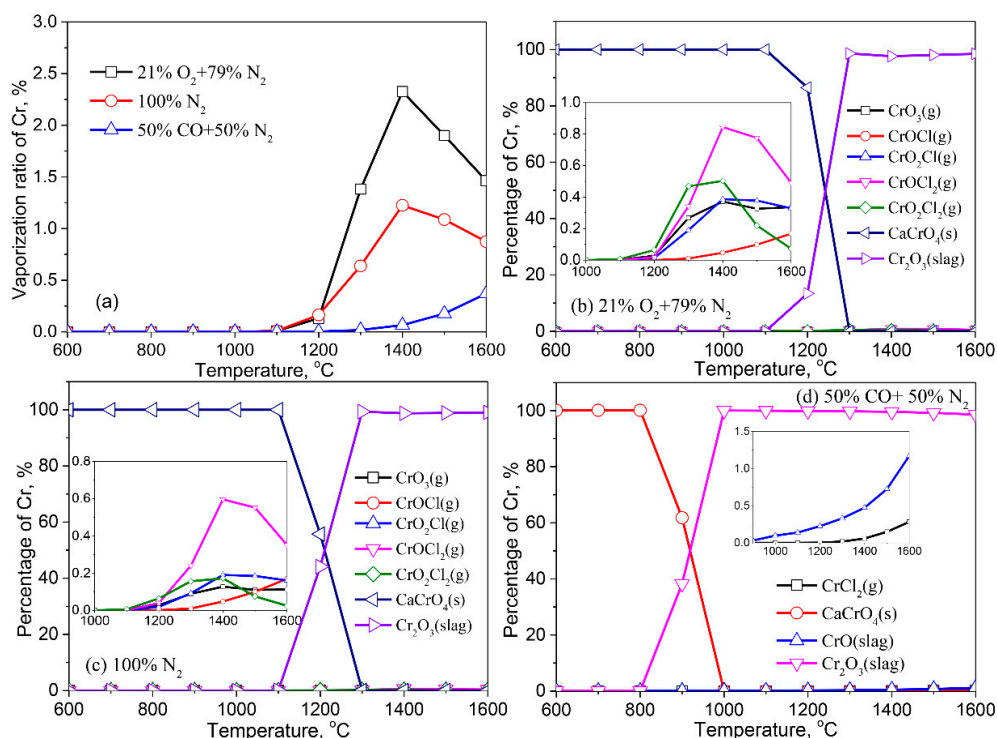 3.0
2.5
2.0
1.5
1.0
0.5
0.0
Vaporization ratio of Cr, %
21% O₂+79% N₂
100% N₂
50% CO+50% N₂
(a)
600 800 1000 1200 1400 1600
Temperature, °C
100
80
60
40
20
0
Percentage of Cr, %
1.0
0.8
0.6
0.4
0.2
0.0
1000 1200 1400 1600
CrO₃(g)
CrOCl(g)
CrO₂Cl(g)
CrOCl₂(g)
CrO₂Cl₂(g)
CaCrO₄(s)
Cr₂O₃(slag)
(b) 21% O₂+79% N₂
600 800 1000 1200 1400 1600
Temperature, °C
100
80
60
40
20
0
Percentage of Cr, %
0.8
0.6
0.4
0.2
0.0
1000 1200 1400 1600
CrO₃(g)
CrOCl(g)
CrO₂Cl(g)
CrOCl₂(g)
CrO₂Cl₂(g)
CaCrO₄(s)
Cr₂O₃(slag)
(c) 100% N₂
600 800 1000 1200 1400 1600
Temperature, °C
100
80
60
40
20
0
Percentage of Cr, %
(d) 50% CO+ 50% N₂
1.5
1.0
0.5
0.0
1000 1200 1400 1600
CrCl₂(g)
CaCrO₄(s)
CrO(slag)
Cr₂O₃(slag)
600 800 1000 1200 1400 1600
Temperature, °C